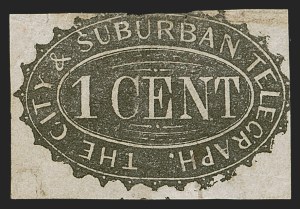 THE CITY & SUBURBAN TELEGRAPH.
1 CENT